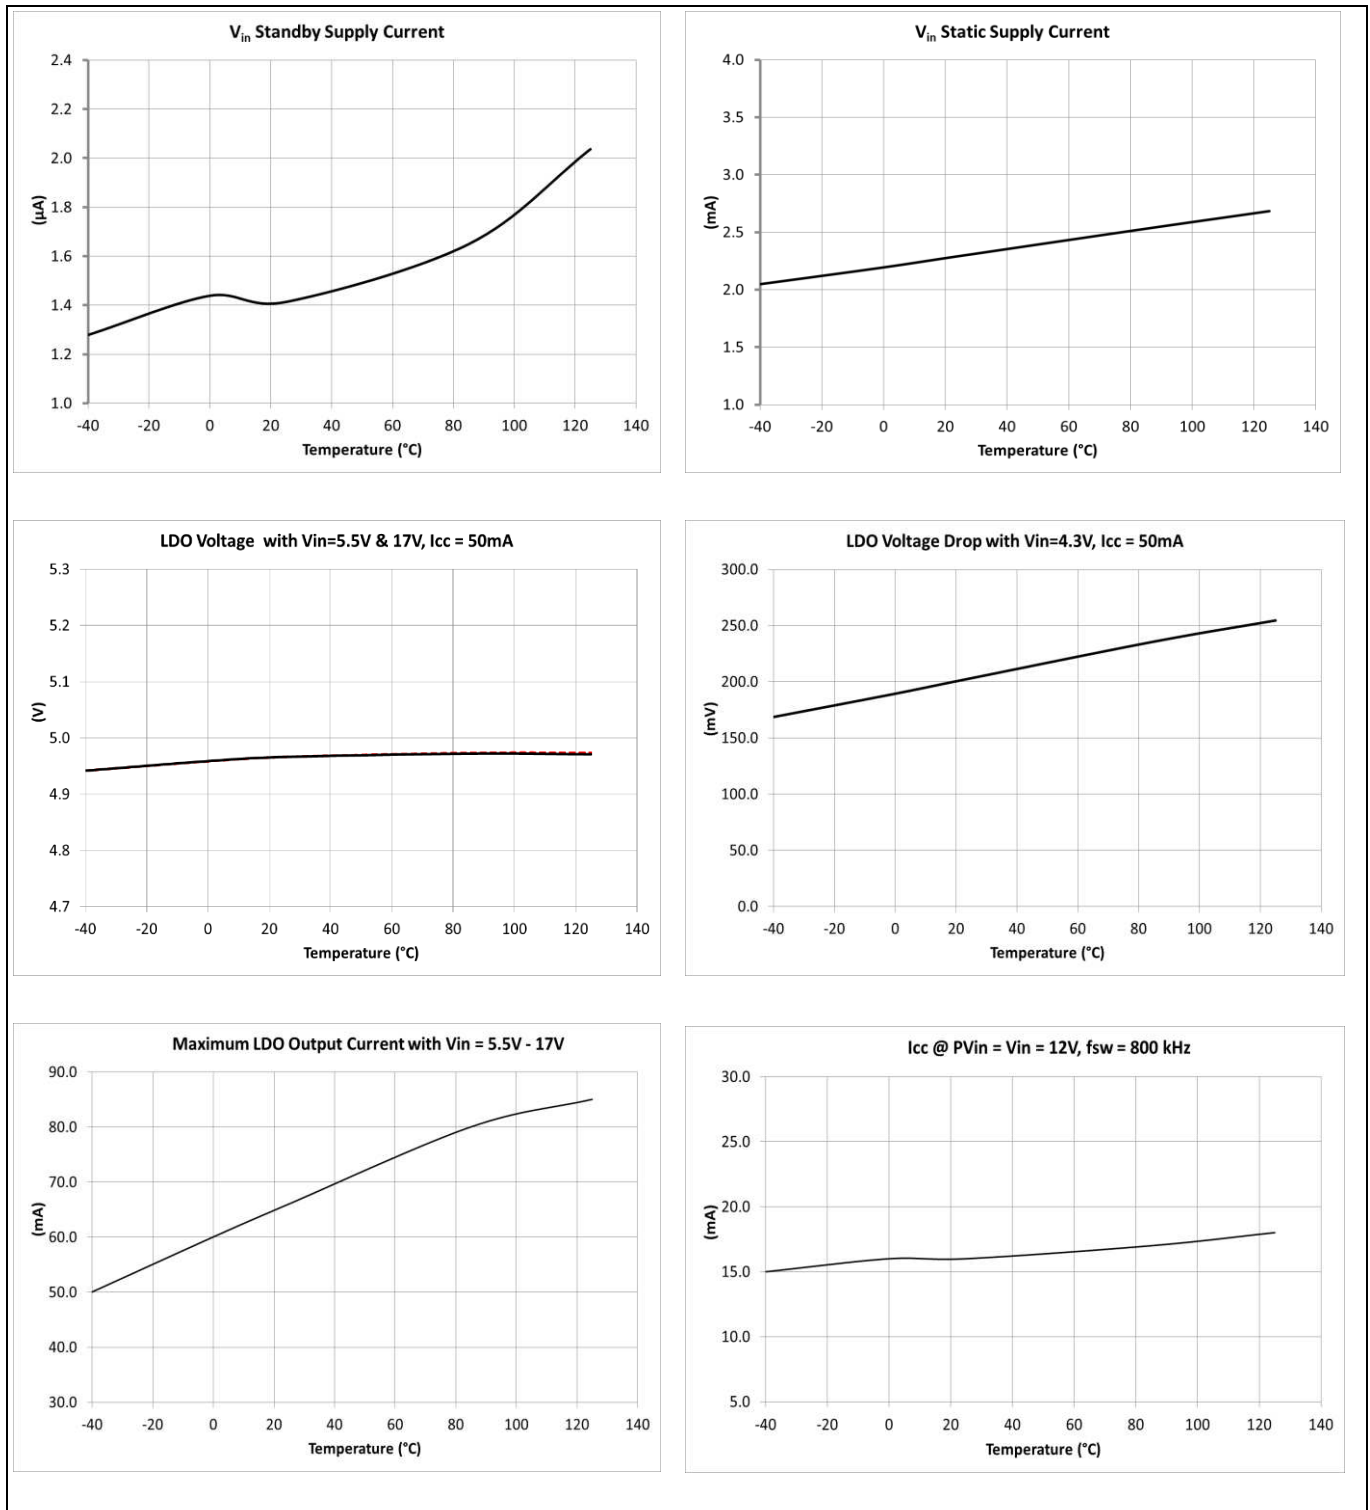 V_in Standby Supply Current
2.4
2.2
2.0
1.8
1.6
1.4
1.2
1.0
(µA)
-40 -20 0 20 40 60 80 100 120 140
Temperature (°C)
V_in Static Supply Current
4.0
3.5
3.0
2.5
2.0
1.5
1.0
(mA)
-40 -20 0 20 40 60 80 100 120 140
Temperature (°C)
LDO Voltage with Vin=5.5V & 17V, Icc = 50mA
5.3
5.2
5.1
5.0
4.9
4.8
4.7
(V)
-40 -20 0 20 40 60 80 100 120 140
Temperature (°C)
LDO Voltage Drop with Vin=4.3V, Icc = 50mA
300.0
250.0
200.0
150.0
100.0
50.0
0.0
(mV)
-40 -20 0 20 40 60 80 100 120 140
Temperature (°C)
Maximum LDO Output Current with Vin = 5.5V - 17V
90.0
80.0
70.0
60.0
50.0
40.0
30.0
(mA)
-40 -20 0 20 40 60 80 100 120 140
Temperature (°C)
Icc @ PVin = Vin = 12V, fsw = 800 kHz
30.0
25.0
20.0
15.0
10.0
5.0
(mA)
-40 -20 0 20 40 60 80 100 120 140
Temperature (°C)